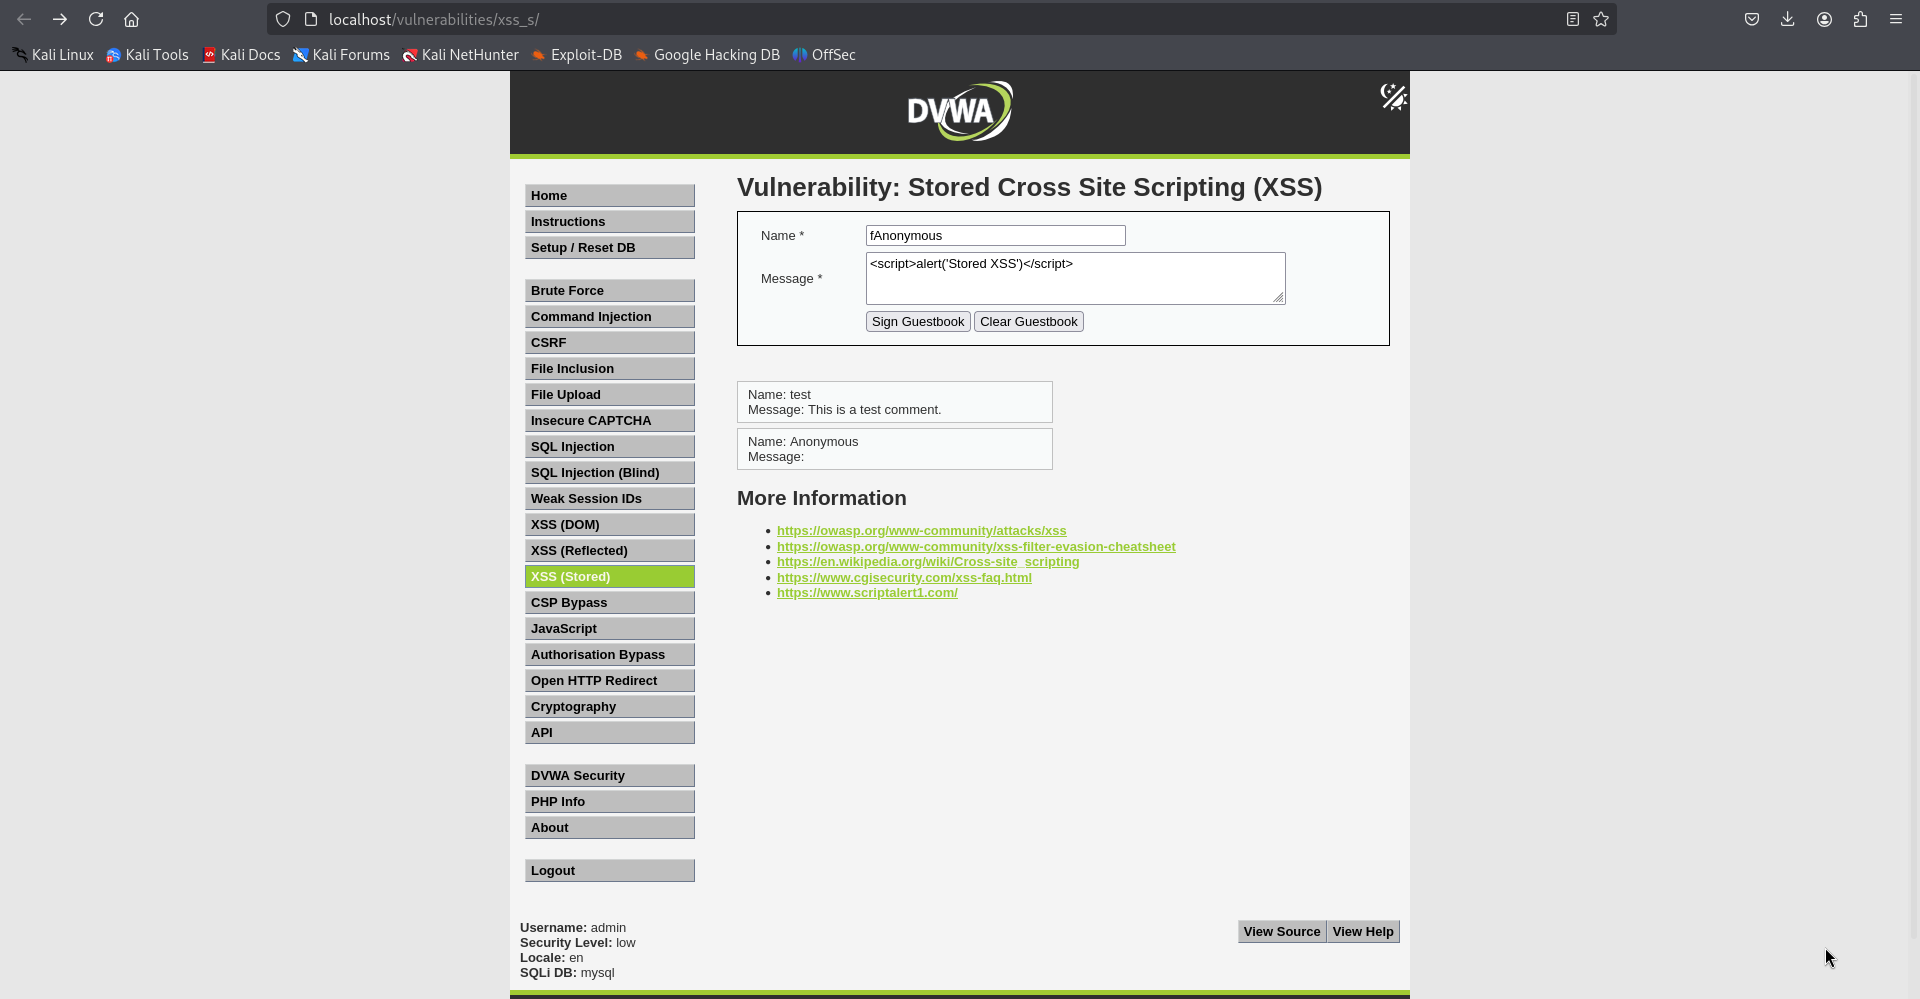 localhost/vulnerabilities/xss_s/
Kali Linux Kali Tools Kali Docs Kali Forums Kali NetHunter Exploit-DB Google Hacking DB OffSec
DVWA
Home
Instructions
Setup / Reset DB
Brute Force
Command Injection
CSRF
File Inclusion
File Upload
Insecure CAPTCHA
SQL Injection
SQL Injection (Blind)
Weak Session IDs
XSS (DOM)
XSS (Reflected)
XSS (Stored)
CSP Bypass
JavaScript
Authorisation Bypass
Open HTTP Redirect
Cryptography
API
DVWA Security
PHP Info
About
Logout
Vulnerability: Stored Cross Site Scripting (XSS)
Name * fAnonymous
Message * <script>alert('Stored XSS')</script>
Sign Guestbook Clear Guestbook
Name: test
Message: This is a test comment.
Name: Anonymous
Message:
More Information
https://owasp.org/www-community/attacks/xss
https://owasp.org/www-community/xss-filter-evasion-cheatsheet
https://en.wikipedia.org/wiki/Cross-site_scripting
https://www.cgisecurity.com/xss-faq.html
https://www.scriptalert1.com/
Username: admin
Security Level: low
Locale: en
SQLi DB: mysql
View Source View Help